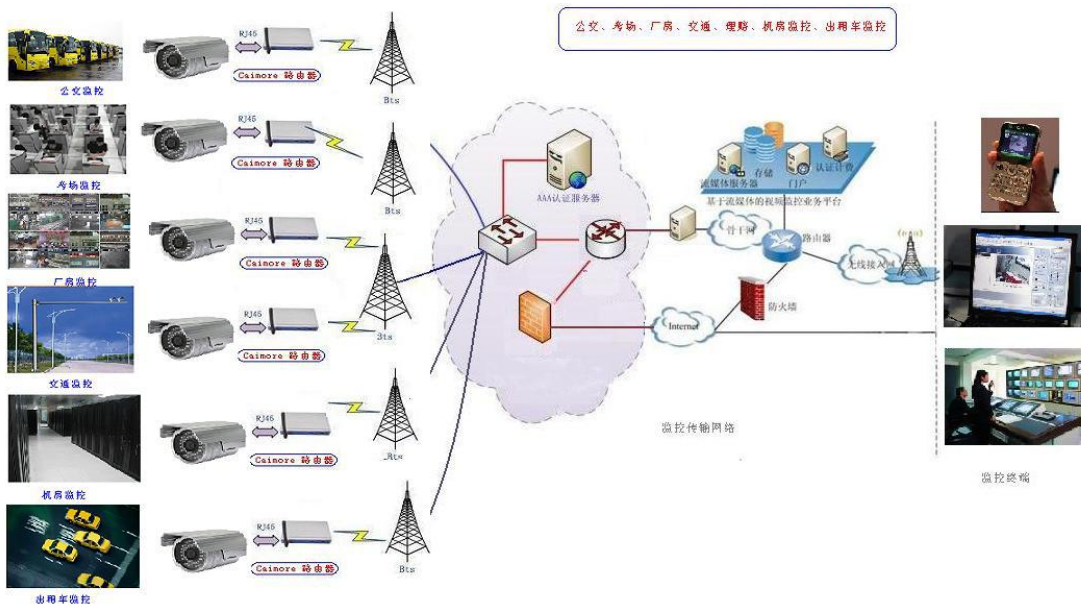 公交、考场、厂房、交通、埋赂、机房监控、出租车监控
RJ45
Caimore 路由器
Bts
公交监控
RJ45
Caimore 路由器
Bts
考场监控
RJ45
Caimore 路由器
厂房监控
RJ45
Caimore 路由器
Bts
交通监控
RJ45
Caimore 路由器
Bts
机房监控
RJ45
Caimore 路由器
Bts
出租车监控
AAA认证服务器
流媒体服务器
存储
门户
认证计费
基于流媒体的视频监控业务平台
骨干网
路由器
无线接入网
防火墙
Internet
监控传输网络
监控终端